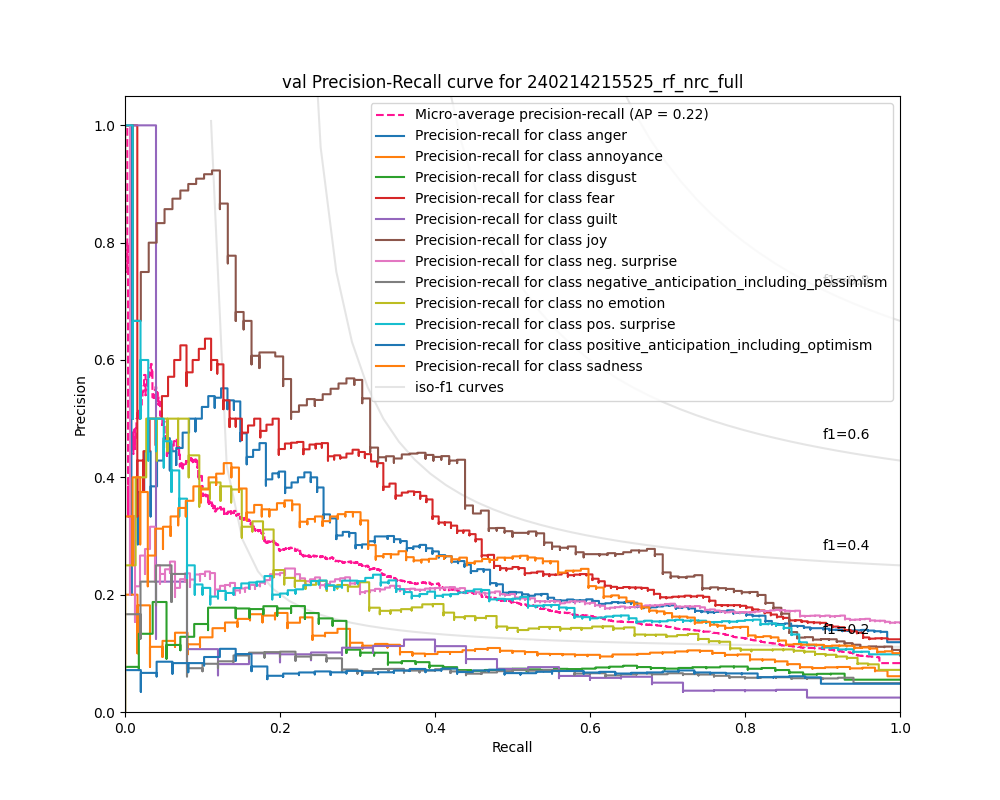 val Precision-Recall curve for 240214215525_rf_nrc_full
Micro-average precision-recall (AP = 0.22)
Precision-recall for class anger
Precision-recall for class annoyance
Precision-recall for class disgust
Precision-recall for class fear
Precision-recall for class guilt
Precision-recall for class joy
Precision-recall for class neg. surprise
Precision-recall for class negative_anticipation_including_pessimism
Precision-recall for class no emotion
Precision-recall for class pos. surprise
Precision-recall for class positive_anticipation_including_optimism
Precision-recall for class sadness
iso-f1 curves
f1=0.8
f1=0.6
f1=0.4
f1=0.2
1.0
0.8
0.6
0.4
0.2
0.0
Precision
0.0 0.2 0.4 0.6 0.8 1.0
Recall